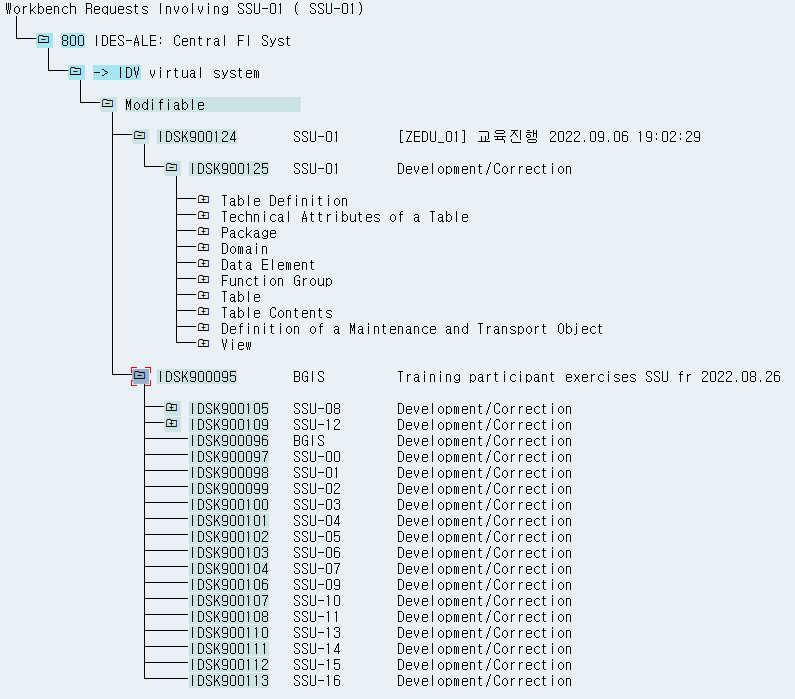 Workbench Requests Involving SSU-01 ( SSU-01)
800 IDES-ALE: Central FI Syst
-> IDV virtual system
Modifiable
IDSK900124 SSU-01 [ZEDU_01] 교육진행 2022.09.06 19:02:29
IDSK900125 SSU-01 Development/Correction
Table Definition
Technical Attributes of a Table
Package
Domain
Data Element
Function Group
Table
Table Contents
Definition of a Maintenance and Transport Object
View
IDSK900095 BGIS Training participant exercises SSU fr 2022.08.26
IDSK900105 SSU-08 Development/Correction
IDSK900109 SSU-12 Development/Correction
IDSK900096 BGIS Development/Correction
IDSK900097 SSU-00 Development/Correction
IDSK900098 SSU-01 Development/Correction
IDSK900099 SSU-02 Development/Correction
IDSK900100 SSU-03 Development/Correction
IDSK900101 SSU-04 Development/Correction
IDSK900102 SSU-05 Development/Correction
IDSK900103 SSU-06 Development/Correction
IDSK900104 SSU-07 Development/Correction
IDSK900106 SSU-09 Development/Correction
IDSK900107 SSU-10 Development/Correction
IDSK900108 SSU-11 Development/Correction
IDSK900110 SSU-13 Development/Correction
IDSK900111 SSU-14 Development/Correction
IDSK900112 SSU-15 Development/Correction
IDSK900113 SSU-16 Development/Correction